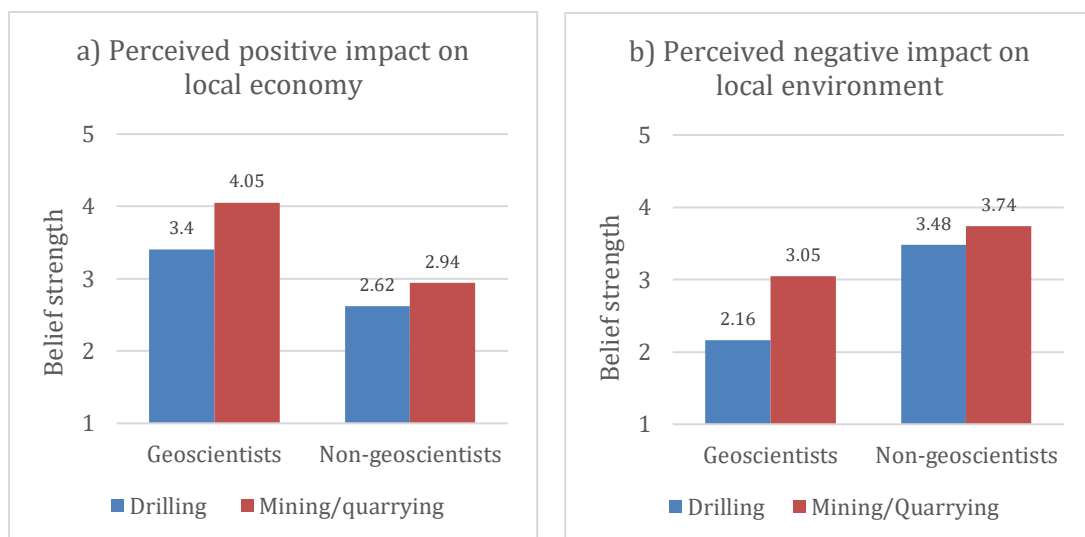 a) Perceived positive impact on
local economy
Belief strength
5
4
3
2
1
3.4
4.05
2.62
2.94
Geoscientists
Non-geoscientists
Drilling
Mining/quarrying
b) Perceived negative impact on
local environment
Belief strength
5
4
3
2
1
2.16
3.05
3.48
3.74
Geoscientists
Non-geoscientists
Drilling
Mining/Quarrying